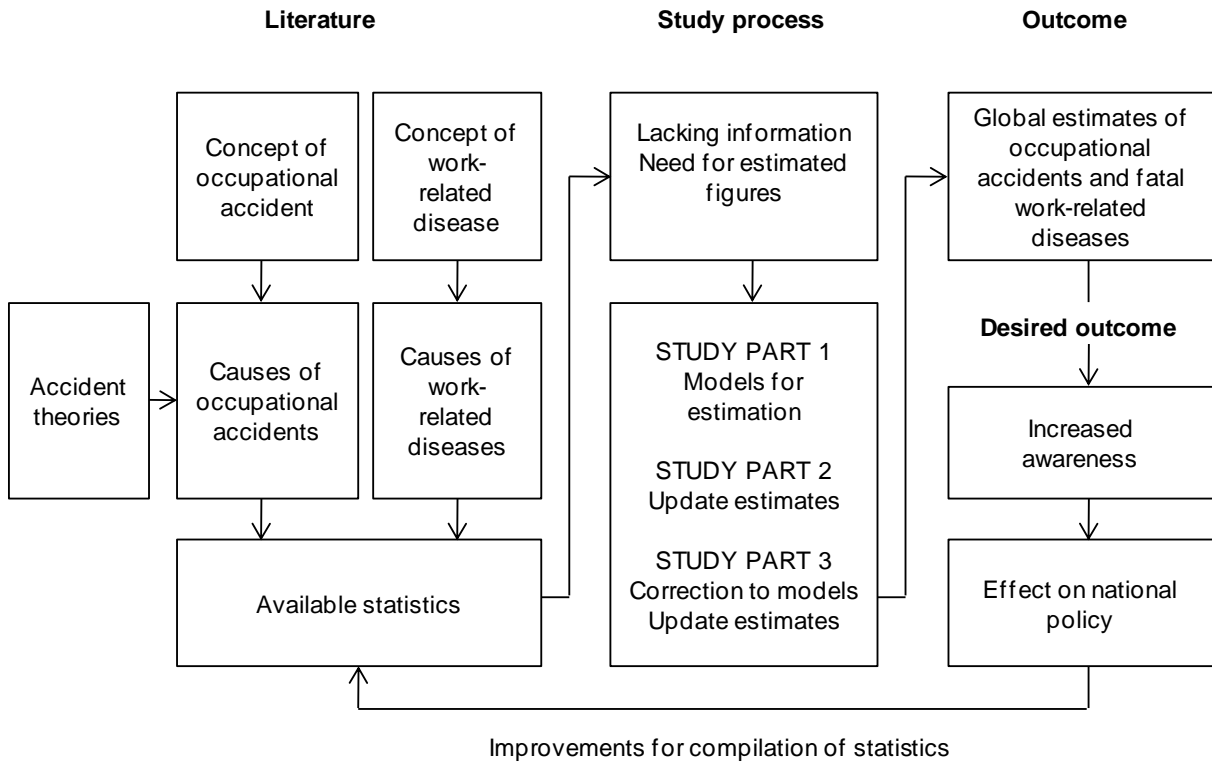 Literature
Study process
Outcome
Concept of
occupational
accident
Concept of
work-
related
disease
Lacking information
Need for estimated
figures
Global estimates of
occupational
accidents and fatal
work-related
diseases
Accident
theories
Causes of
occupational
accidents
Causes of
work-
related
diseases
STUDY PART 1
Models for
estimation
STUDY PART 2
Update estimates
STUDY PART 3
Correction to models
Update estimates
Desired outcome
Increased
awareness
Available statistics
Effect on national
policy
Improvements for compilation of statistics